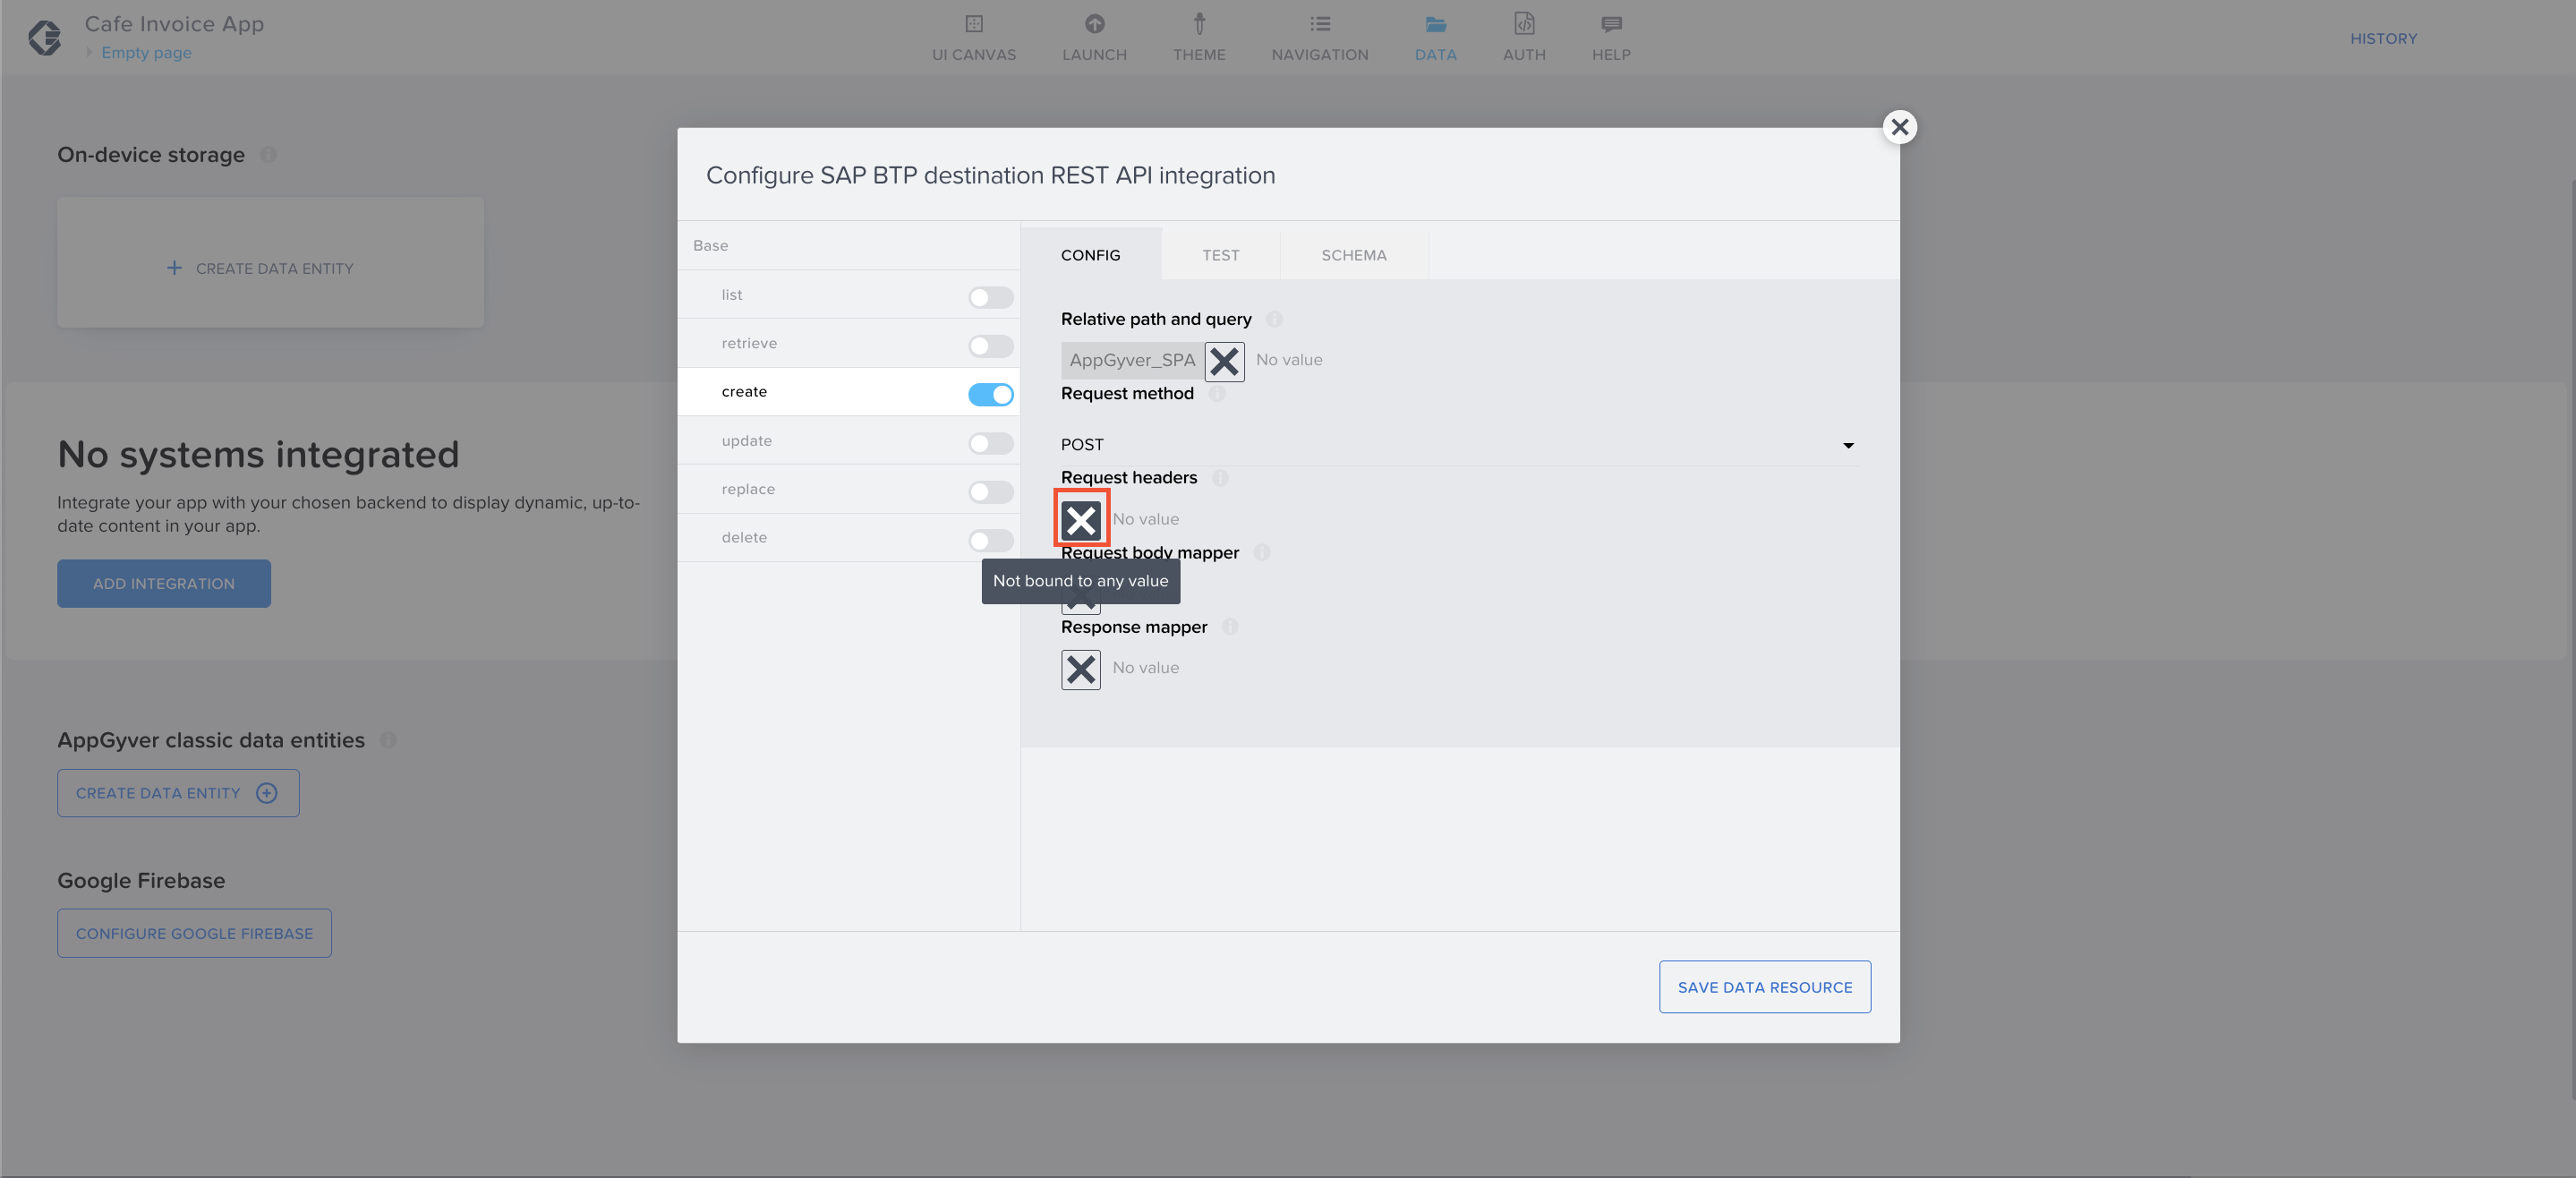 Cafe Invoice App
Empty page
UI CANVAS
LAUNCH
THEME
NAVIGATION
DATA
AUTH
HELP
HISTORY
On-device storage
+ CREATE DATA ENTITY
No systems integrated
Integrate your app with your chosen backend to display dynamic, up-to-
date content in your app.
ADD INTEGRATION
AppGyver classic data entities
CREATE DATA ENTITY
Google Firebase
CONFIGURE GOOGLE FIREBASE
Configure SAP BTP destination REST API integration
Base
list
retrieve
create
update
replace
delete
CONFIG
TEST
SCHEMA
Relative path and query
AppGyver_SPA
No value
Request method
POST
Request headers
No value
Request body mapper
Not bound to any value
Response mapper
No value
SAVE DATA RESOURCE